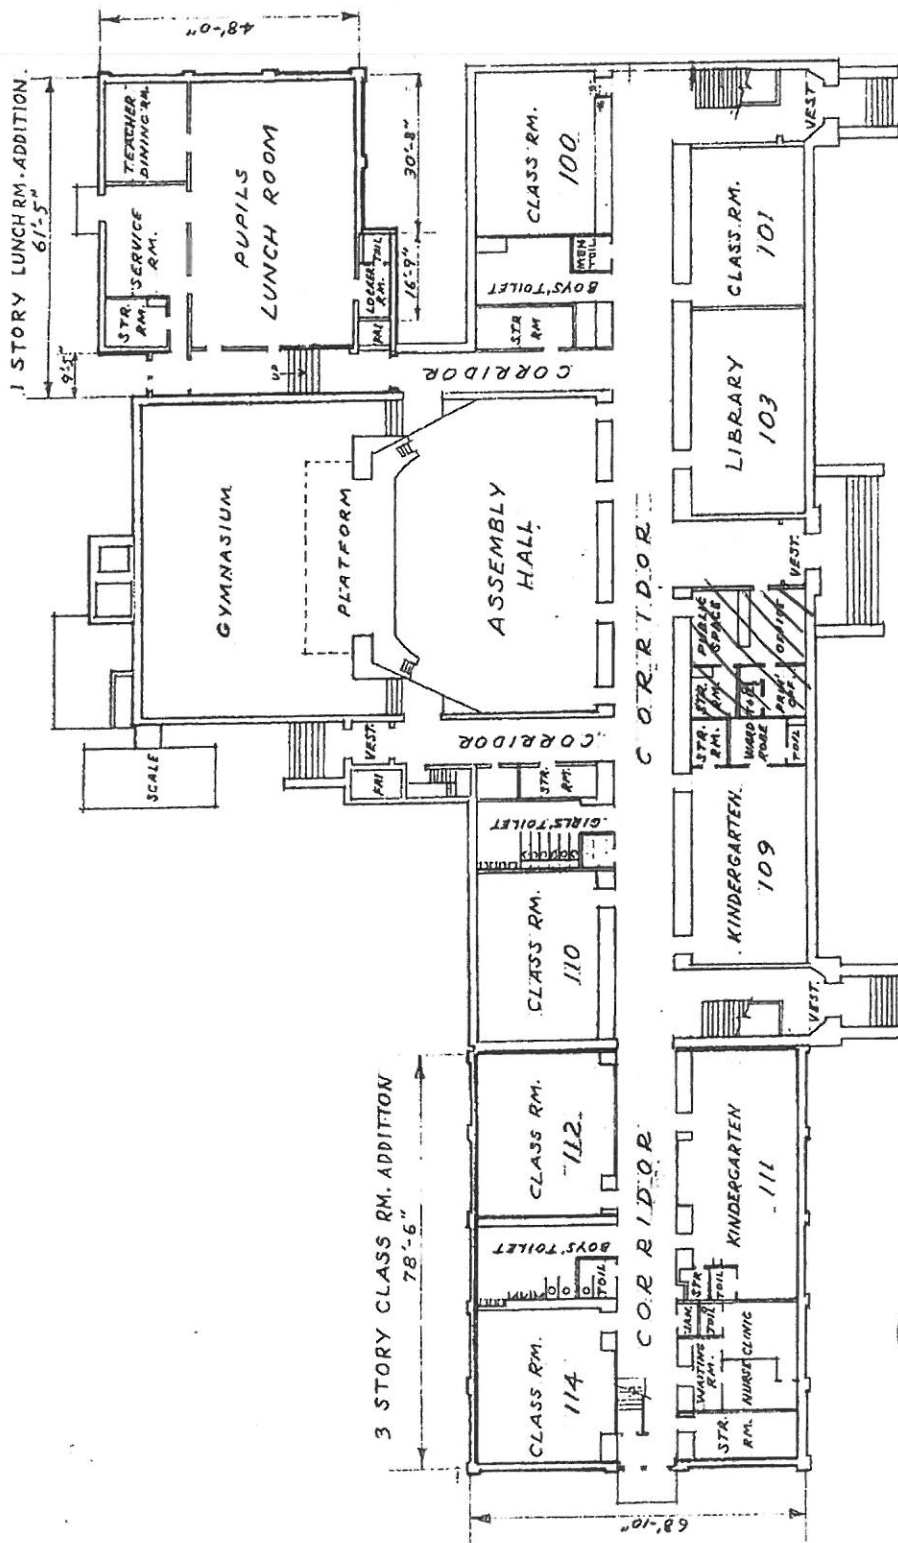 1 STORY LUNCH RM. ADDITION.
61'-5"
48'-0"
9'-5"
TEACHER
DINING RM.
SERVICE
RM.
STR.
RM.
PUPILS
LUNCH ROOM
30'-8"
16'-9"
TOIL
LOCKER
RM.
UP
CORRIDOR
GYMNASIUM
PLATFORM
ASSEMBLY
HALL
SCALE
VEST.
CORRIDOR
CLASS RM.
100
MEN
TOIL
BOYS' TOILET
STR
RM
VEST
CLASS RM.
101
LIBRARY
103
CORRIDOR
VEST.
PUBLIC
SPACE
OFFICE
STR.
RM.
PRIV.
OFF
STR.
RM.
WARD
ROBE
TOIL
STR.
RM.
GIRLS' TOILET
KINDERGARTEN
109
CLASS RM.
110
VEST.
3 STORY CLASS RM. ADDITION
78'-6"
CLASS RM.
112
BOYS' TOILET
TOIL
CLASS RM.
114
CORRIDOR
KINDERGARTEN
111
STR
TOIL
JAN.
TOIL
WAITING
RM.
NURSE CLINIC
STR.
RM.
68'-10"